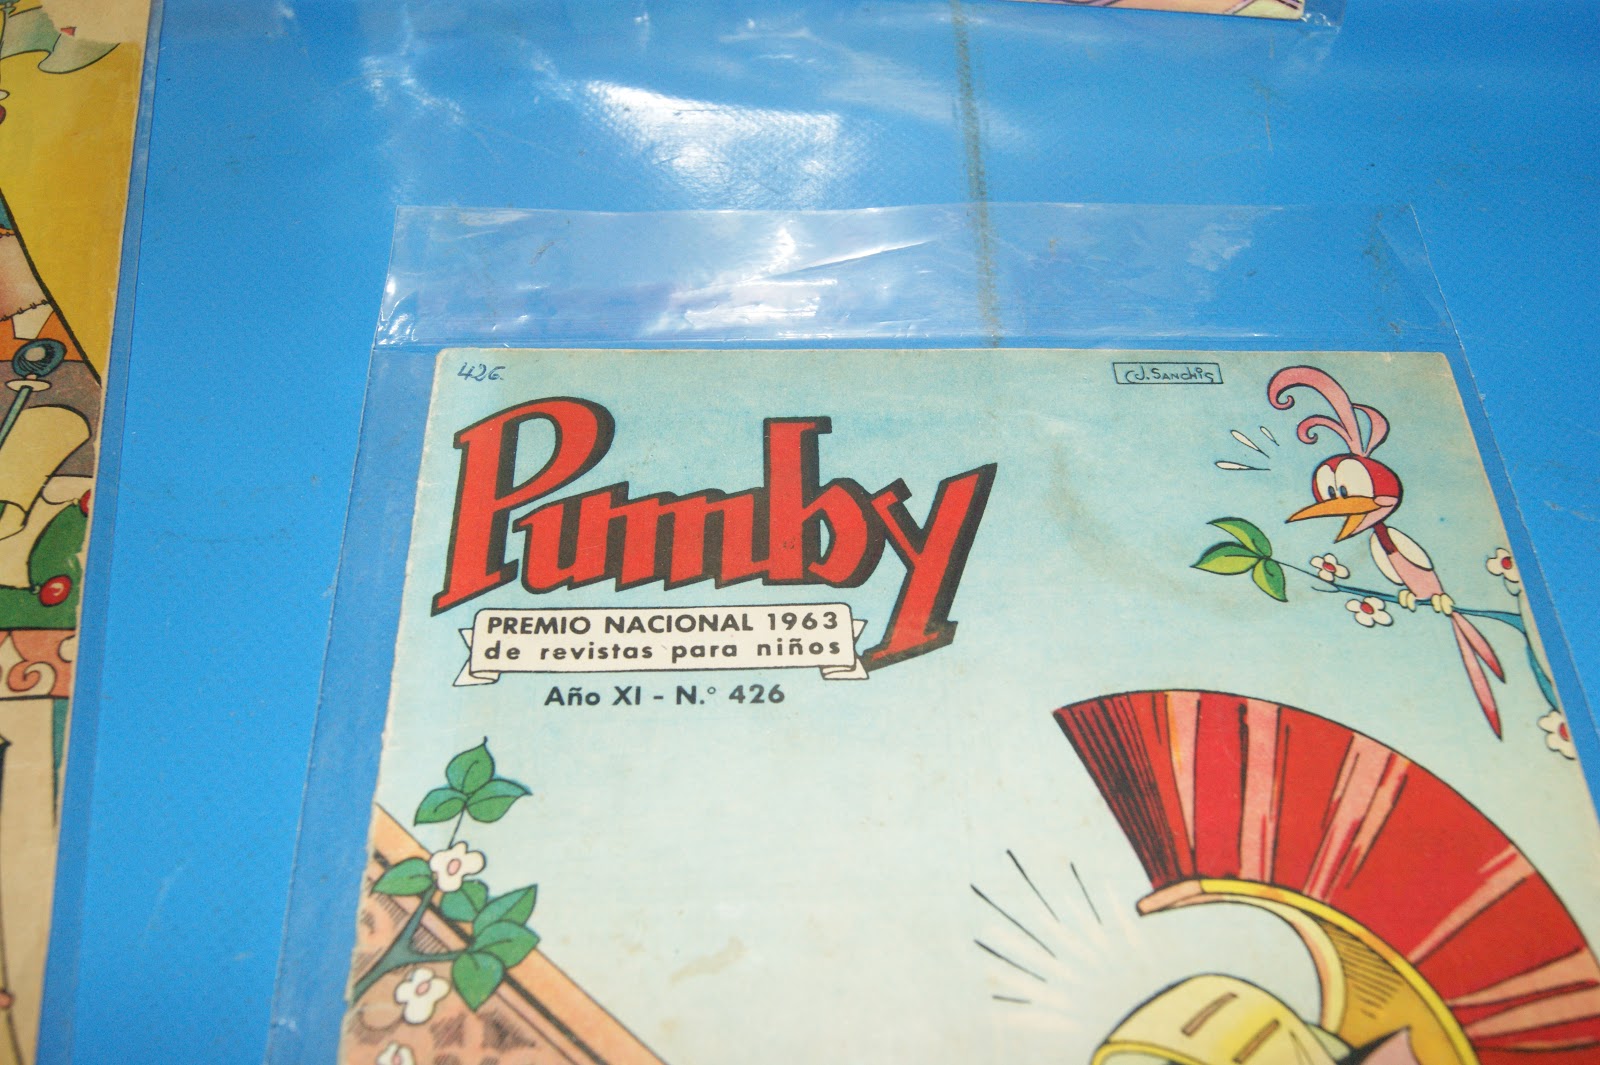 426
J. SANCHIS
Pumby
PREMIO NACIONAL 1963
de revistas para niños
Año XI - N.° 426